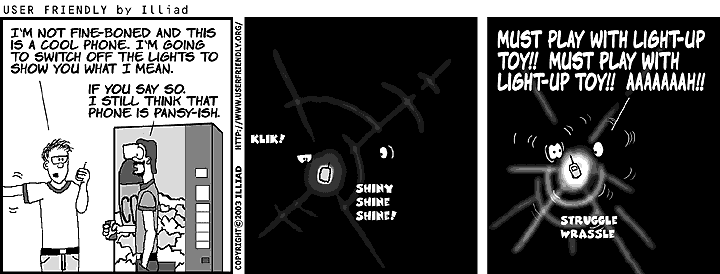 USER FRIENDLY by Illiad
I'M NOT FINE-BONED AND THIS
IS A COOL PHONE. I'M GOING
TO SWITCH OFF THE LIGHTS TO
SHOW YOU WHAT I MEAN.
IF YOU SAY SO.
I STILL THINK THAT
PHONE IS PANSY-ISH.
COPYRIGHT © 2003 ILLIAD HTTP://WWW.USERFRIENDLY.ORG/
KLIK!
SHINY
SHINE
SHINE!
MUST PLAY WITH LIGHT-UP
TOY!! MUST PLAY WITH
LIGHT-UP TOY!! AAAAAAAH!!
STRUGGLE
WRASSLE